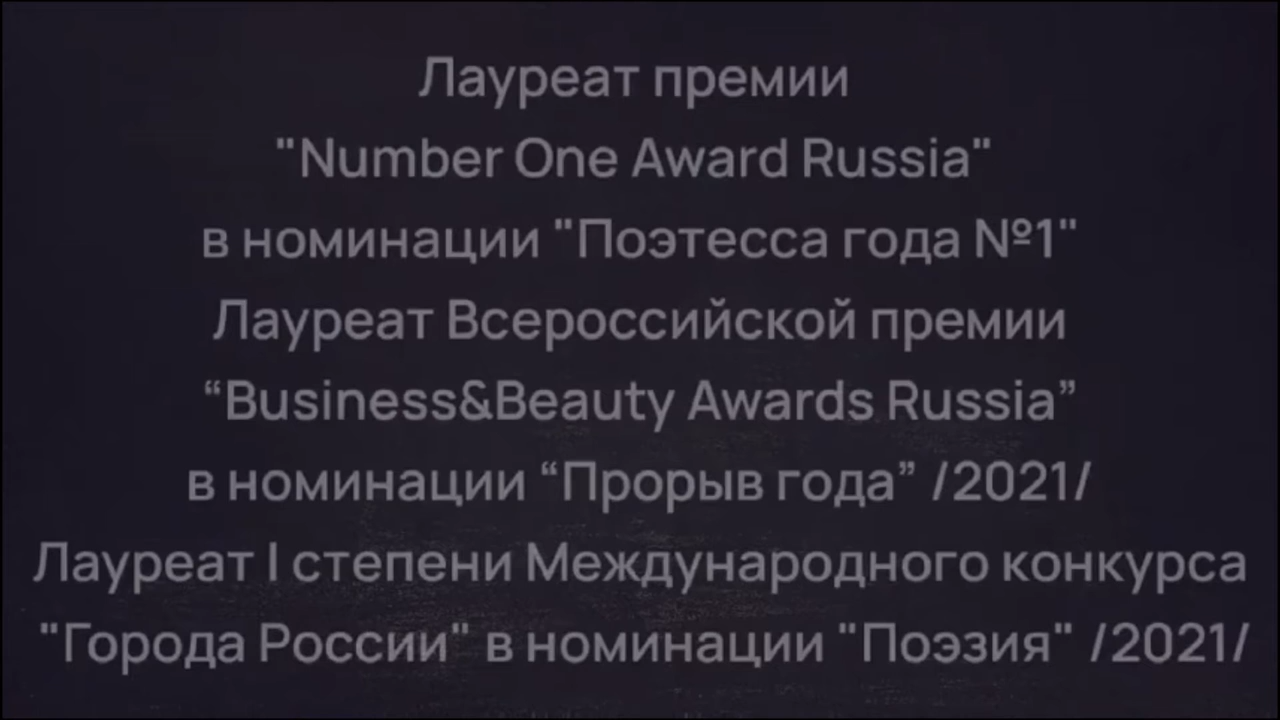 Лауреат премии
"Number One Award Russia"
в номинации "Поэтесса года №1"
Лауреат Всероссийской премии
“Business&Beauty Awards Russia”
в номинации “Прорыв года” /2021/
Лауреат I степени Международного конкурса
"Города России" в номинации "Поэзия" /2021/